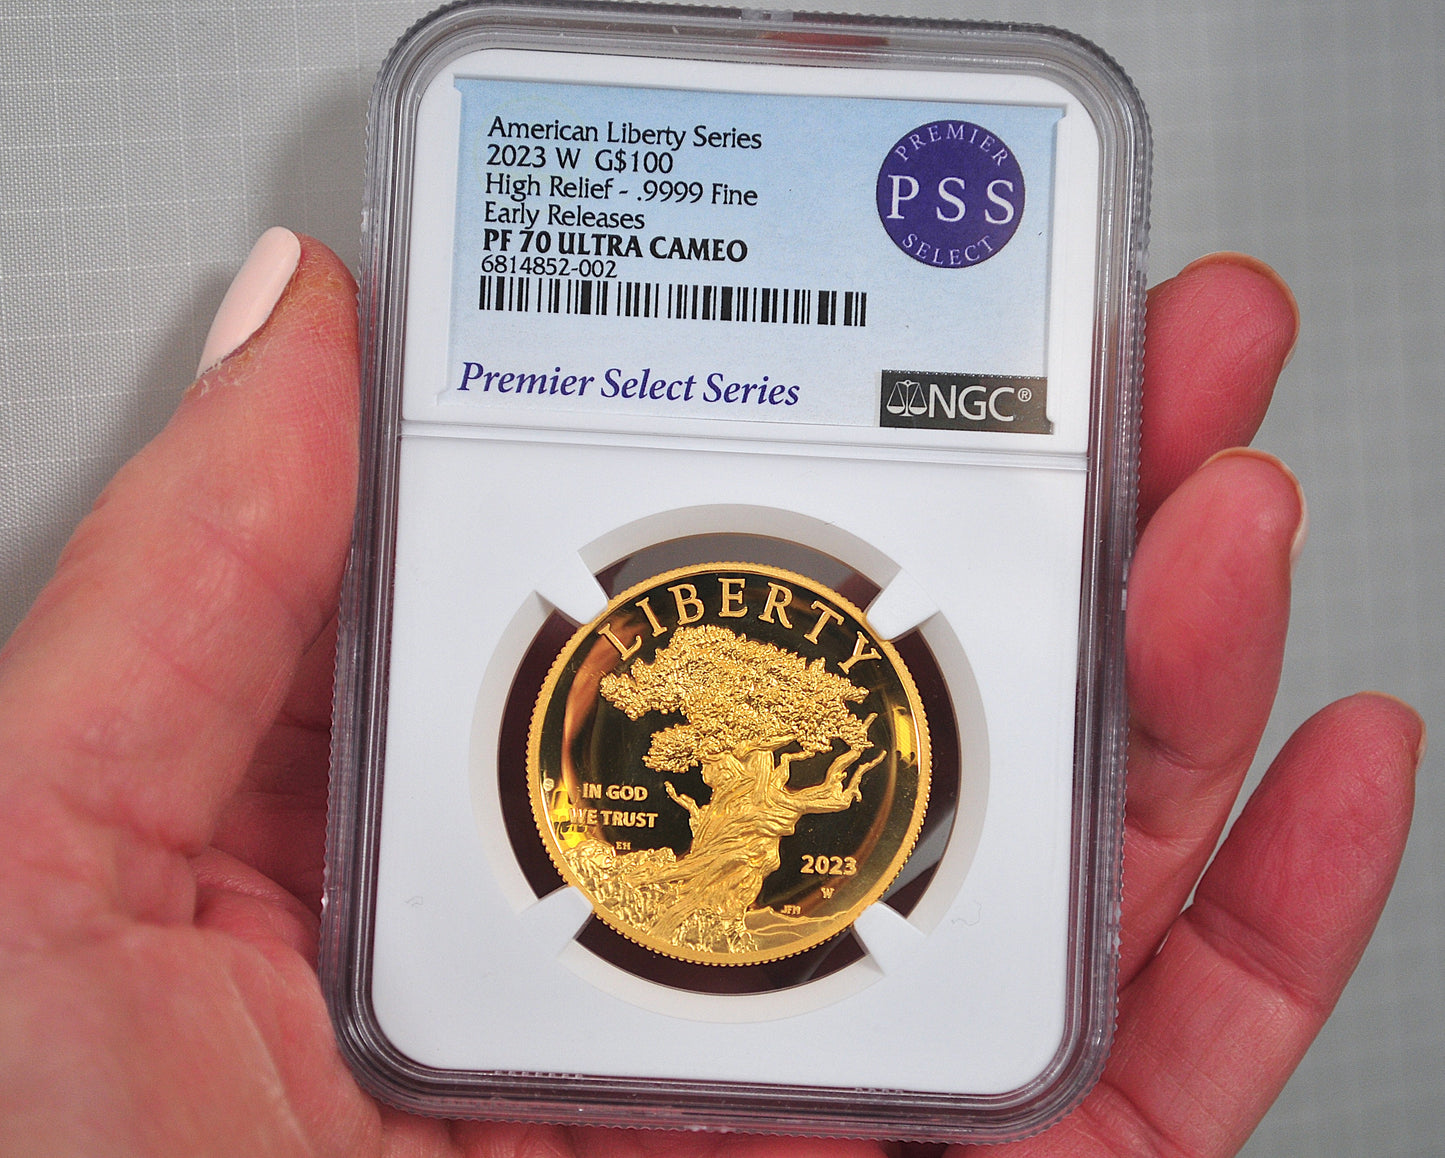 American Liberty Series
2023 W G$100
High Relief - .9999 Fine
Early Releases
PF 70 ULTRA CAMEO
6814852-002
PREMIER
PSS
SELECT
Premier Select Series
NGC®
LIBERTY
IN GOD
WE TRUST
EH
2023
W
JFM